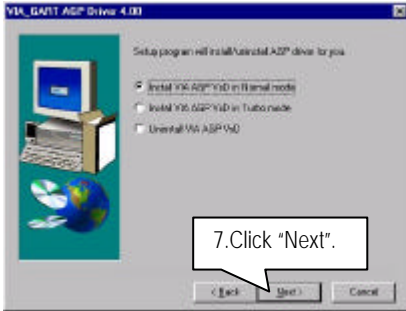 VIA_GART AGP Driver 4.00
Setup program will install/uninstall AGP driver for you.
Install VIA AGP VxD in Normal mode
Install VIA AGP VxD in Turbo mode
Uninstall VIA AGP VxD
7.Click “Next”.
< Back
Next >
Cancel